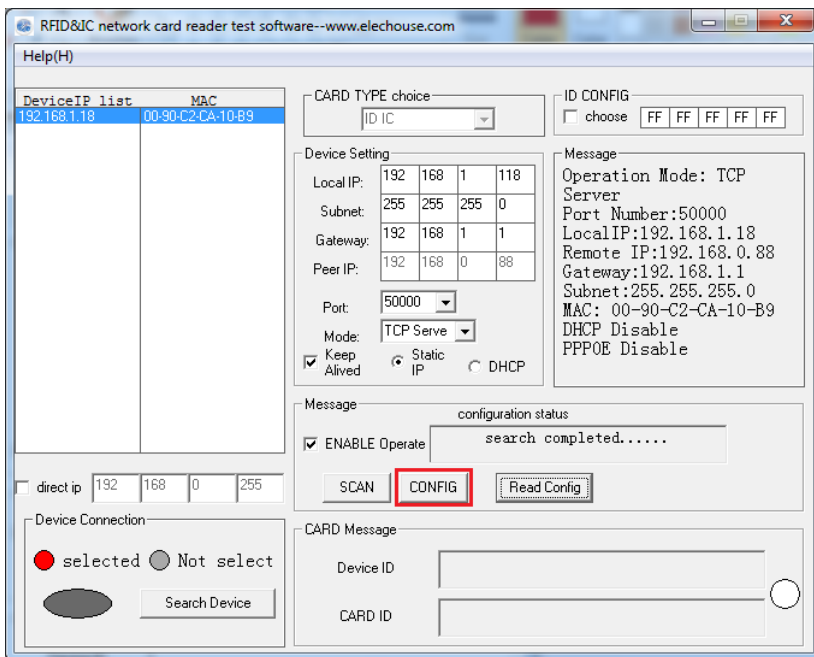 RFID&IC network card reader test software--www.elechouse.com
Help(H)
DeviceIP list MAC
192.168.1.18 00-90-C2-CA-10-B9
direct ip 192 168 0 255
Device Connection
selected Not select
Search Device
CARD TYPE choice
ID IC
Device Setting
Local IP: 192 168 1 118
Subnet: 255 255 255 0
Gateway: 192 168 1 1
Peer IP: 192 168 0 88
Port: 50000
Mode: TCP Serve
Keep Alived
Static IP
DHCP
ID CONFIG
choose FF FF FF FF FF
Message
Operation Mode: TCP
Server
Port Number:50000
LocalIP:192.168.1.18
Remote IP:192.168.0.88
Gateway:192.168.1.1
Subnet:255.255.255.0
MAC: 00-90-C2-CA-10-B9
DHCP Disable
PPPOE Disable
Message
configuration status
ENABLE Operate search completed......
SCAN CONFIG Read Config
CARD Message
Device ID
CARD ID